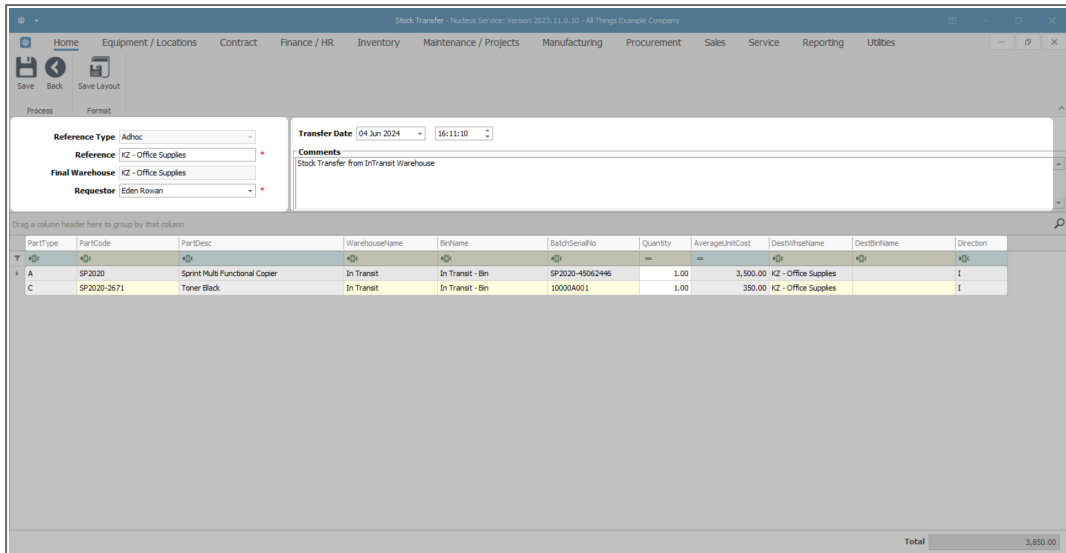 Stock Transfer - Nucleus Service: Version 2023.11.0.10 - All Things Example Company
Home Equipment / Locations Contract Finance / HR Inventory Maintenance / Projects Manufacturing Procurement Sales Service Reporting Utilities
Save Back Save Layout
Process Format
Reference Type Adhoc
Reference KZ - Office Supplies *
Final Warehouse KZ - Office Supplies
Requestor Eden Rowan *
Transfer Date 04 Jun 2024 16:11:10
Comments
Stock Transfer from InTransit Warehouse
Drag a column header here to group by that column
PartType PartCode PartDesc WarehouseName BinName BatchSerialNo Quantity AverageUnitCost DestWhseName DestBinName Direction
= =
A SP2020 Sprint Multi Functional Copier In Transit In Transit - Bin SP2020-45062446 1.00 3,500.00 KZ - Office Supplies I
C SP2020-2671 Toner Black In Transit In Transit - Bin 10000A001 1.00 350.00 KZ - Office Supplies I
Total 3,850.00